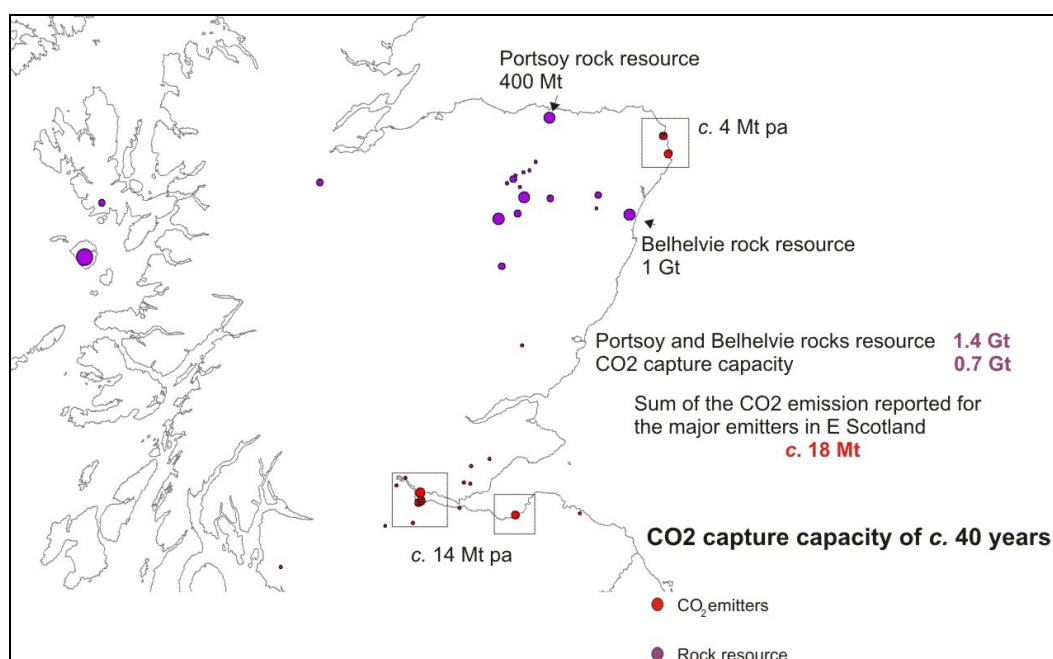 Portsoy rock resource
400 Mt
c. 4 Mt pa
Belhelvie rock resource
1 Gt
Portsoy and Belhelvie rocks resource 1.4 Gt
CO2 capture capacity 0.7 Gt
Sum of the CO2 emission reported for
the major emitters in E Scotland
c. 18 Mt
c. 14 Mt pa
CO2 capture capacity of c. 40 years
CO2 emitters
Rock resource